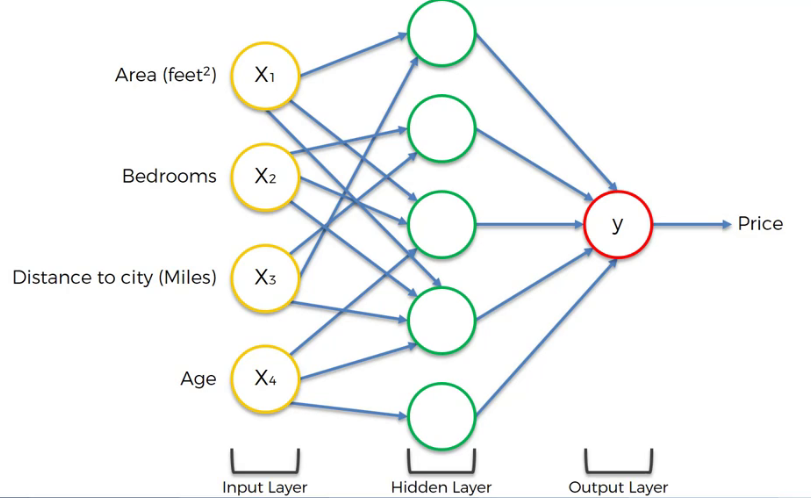 Area (feet²)
X₁
Bedrooms
X₂
Distance to city (Miles)
X₃
Age
X₄
y
Price
Input Layer
Hidden Layer
Output Layer